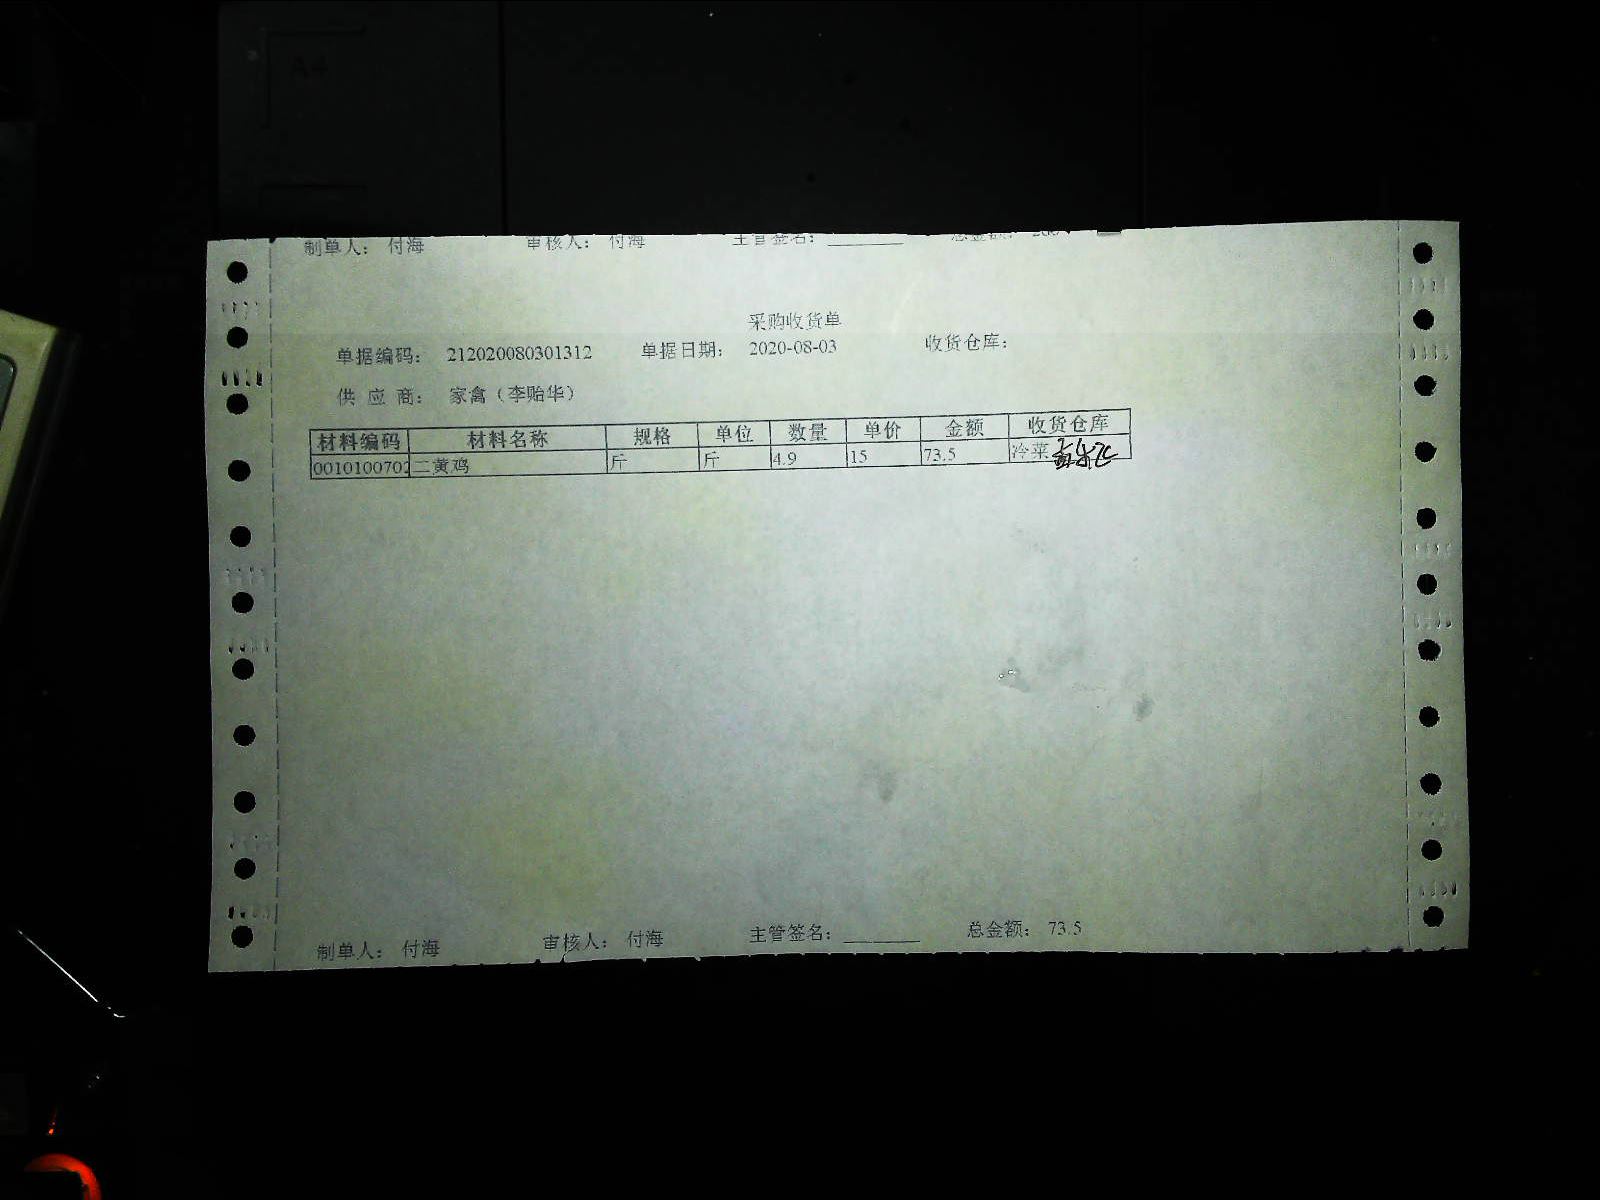 A4
制单人: 付海 审核人: 付海 主管签名: 总金额:
采购收货单
单据编码: 212020080301312 单据日期: 2020-08-03 收货仓库:
供 应 商: 家禽（李贻华）
材料编码 材料名称 规格 单位 数量 单价 金额 收货仓库
0010100702 二黄鸡 斤 斤 4.9 15 73.5 冷菜
制单人: 付海 审核人: 付海 主管签名: 总金额: 73.5